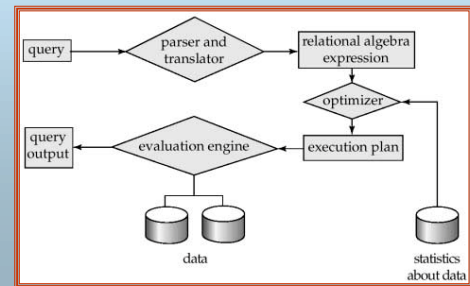 query
parser and
translator
relational algebra
expression
optimizer
query
output
evaluation engine
execution plan
data
statistics
about data